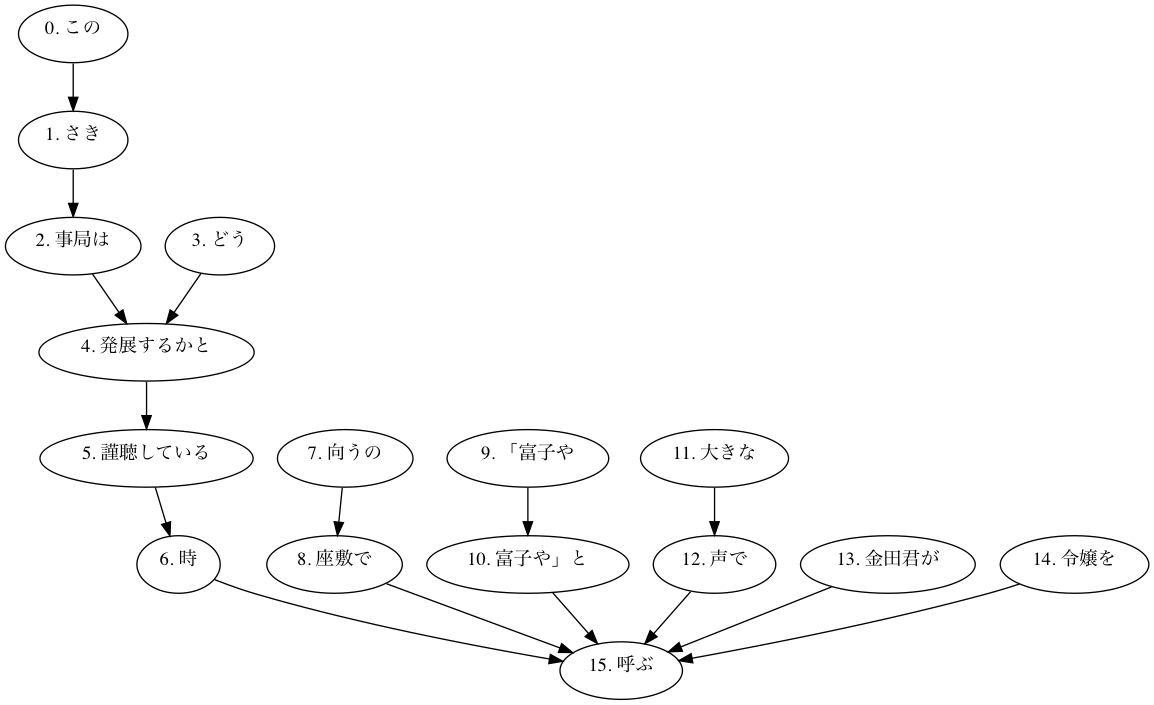 0. この
1. さき
2. 事局は
3. どう
4. 発展するかと
5. 謹聴している
7. 向うの
9. 「富子や
11. 大きな
6. 時
8. 座敷で
10. 富子や」と
12. 声で
13. 金田君が
14. 令嬢を
15. 呼ぶ